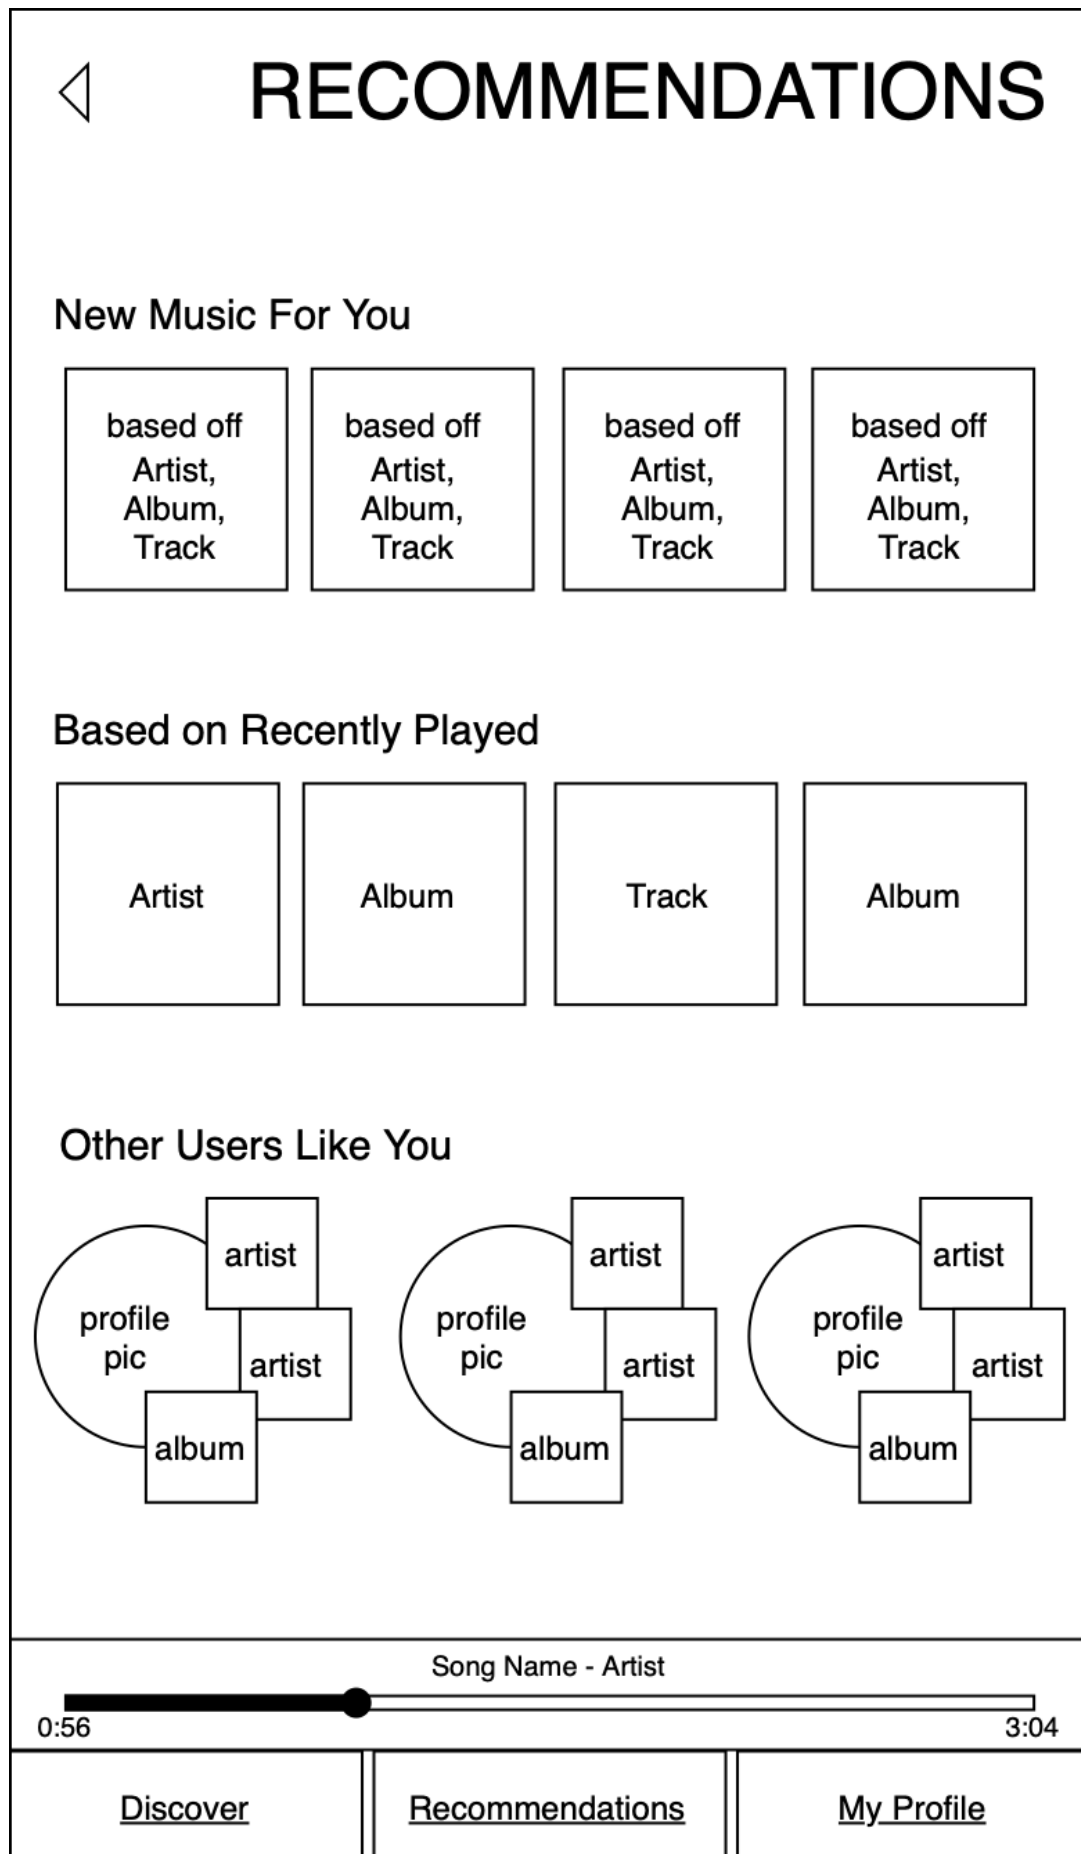 RECOMMENDATIONS
New Music For You
based off
Artist,
Album,
Track
based off
Artist,
Album,
Track
based off
Artist,
Album,
Track
based off
Artist,
Album,
Track
Based on Recently Played
Artist
Album
Track
Album
Other Users Like You
profile
pic
artist
artist
album
profile
pic
artist
artist
album
profile
pic
artist
artist
album
Song Name - Artist
0:56
3:04
Discover
Recommendations
My Profile